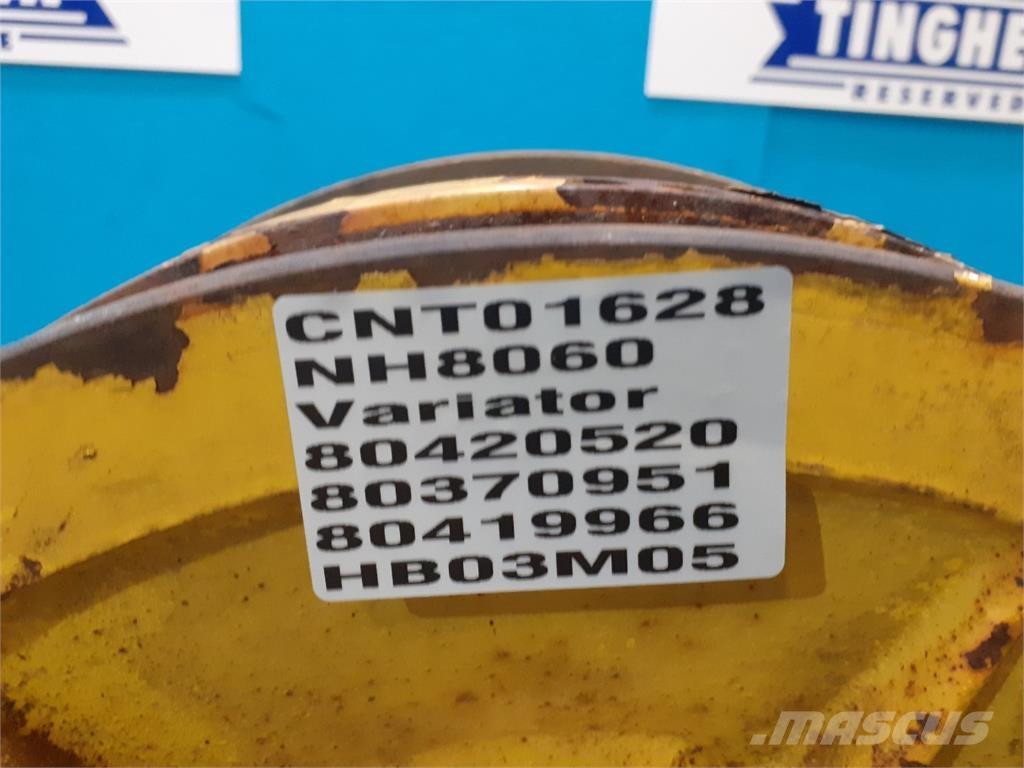 TINGHE
RESERVED
CNT01628
NH8060
Variator
80420520
80370951
80419966
HB03M05
MASCUS